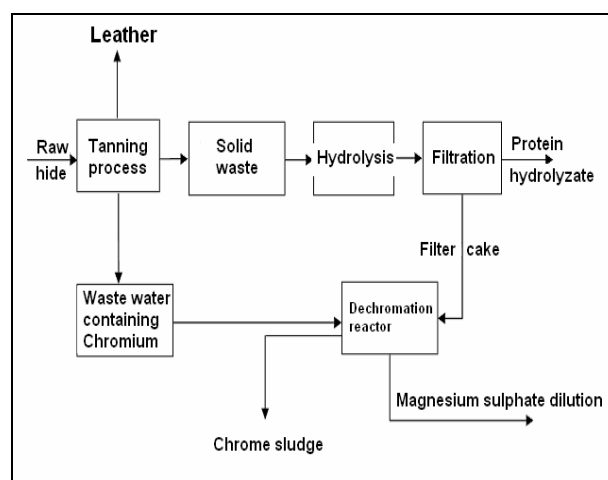 Leather
Raw
hide
Tanning
process
Solid
waste
Hydrolysis
Filtration
Protein
hydrolyzate
Filter cake
Waste water
containing
Chromium
Dechromation
reactor
Magnesium sulphate dilution
Chrome sludge